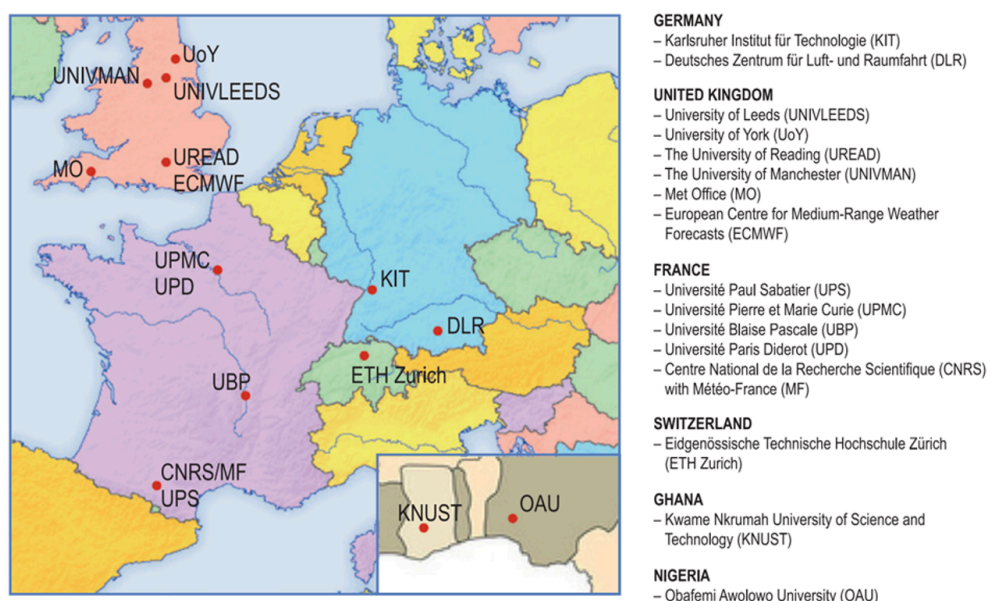 UoY
UNIVMAN
UNIVLEEDS
MO
UREAD
ECMWF
UPMC
UPD
KIT
DLR
ETH Zurich
UBP
CNRS/MF
UPS
KNUST
OAU
GERMANY
– Karlsruher Institut für Technologie (KIT)
– Deutsches Zentrum für Luft- und Raumfahrt (DLR)
UNITED KINGDOM
– University of Leeds (UNIVLEEDS)
– University of York (UoY)
– The University of Reading (UREAD)
– The University of Manchester (UNIVMAN)
– Met Office (MO)
– European Centre for Medium-Range Weather
Forecasts (ECMWF)
FRANCE
– Université Paul Sabatier (UPS)
– Université Pierre et Marie Curie (UPMC)
– Université Blaise Pascale (UBP)
– Université Paris Diderot (UPD)
– Centre National de la Recherche Scientifique (CNRS)
with Météo-France (MF)
SWITZERLAND
– Eidgenössische Technische Hochschule Zürich
(ETH Zurich)
GHANA
– Kwame Nkrumah University of Science and
Technology (KNUST)
NIGERIA
– Obafemi Awolowo University (OAU)